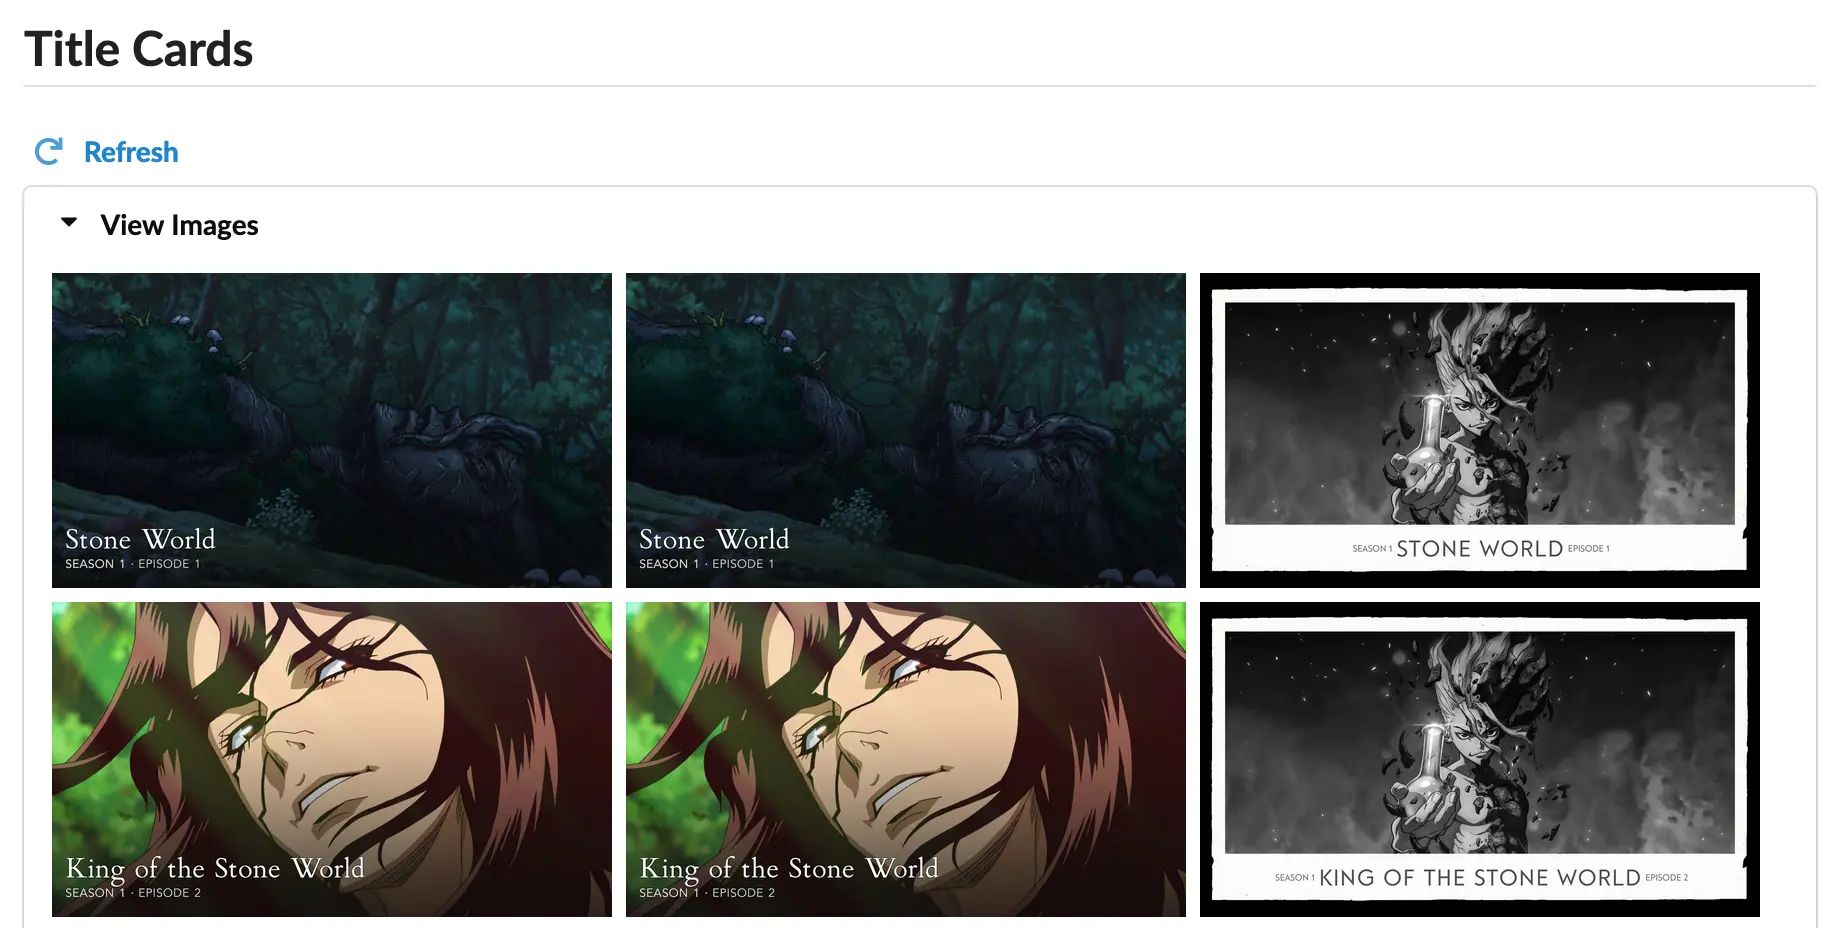 Title Cards
Refresh
View Images
Stone World
SEASON 1 · EPISODE 1
Stone World
SEASON 1 · EPISODE 1
SEASON 1 STONE WORLD EPISODE 1
King of the Stone World
SEASON 1 · EPISODE 2
King of the Stone World
SEASON 1 · EPISODE 2
SEASON 1 KING OF THE STONE WORLD EPISODE 2